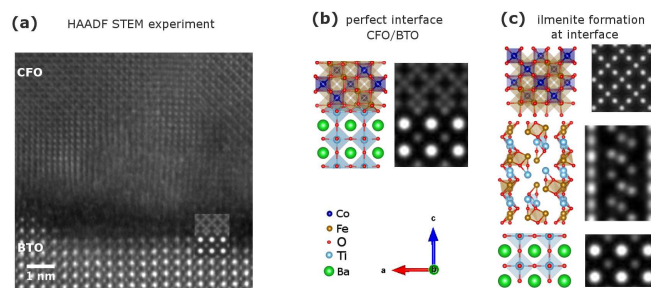 (a)
HAADF STEM experiment
CFO
BTO
1 nm
(b)
perfect interface
CFO/BTO
Co
Fe
O
Ti
Ba
c
a
b
(c)
ilmenite formation
at interface